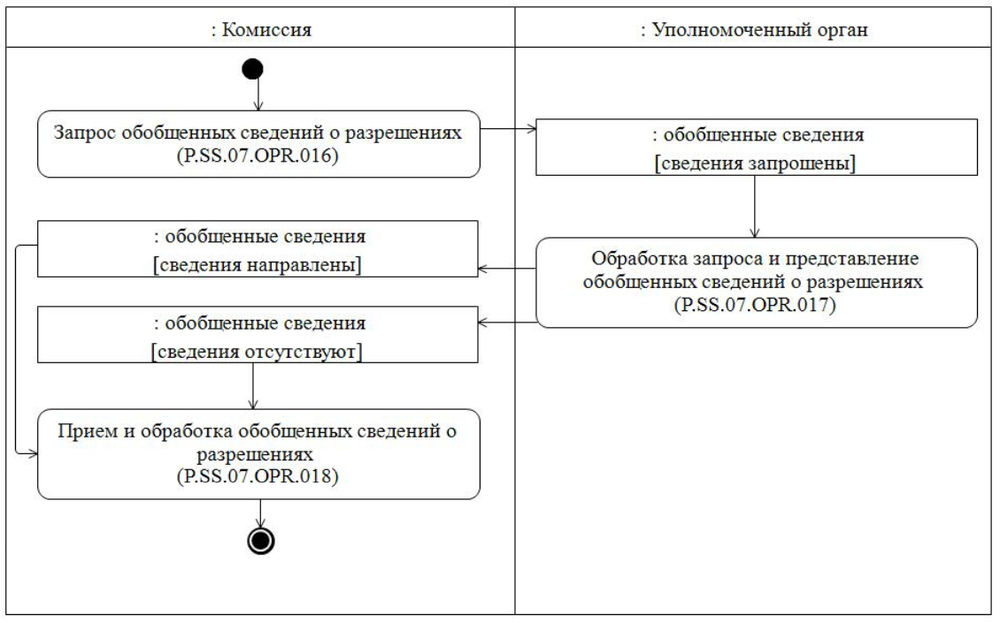 : Комиссия
: Уполномоченный орган
Запрос обобщенных сведений о разрешениях
(P.SS.07.OPR.016)
: обобщенные сведения
[сведения запрошены]
: обобщенные сведения
[сведения направлены]
Обработка запроса и представление
обобщенных сведений о разрешениях
(P.SS.07.OPR.017)
: обобщенные сведения
[сведения отсутствуют]
Прием и обработка обобщенных сведений о
разрешениях
(P.SS.07.OPR.018)